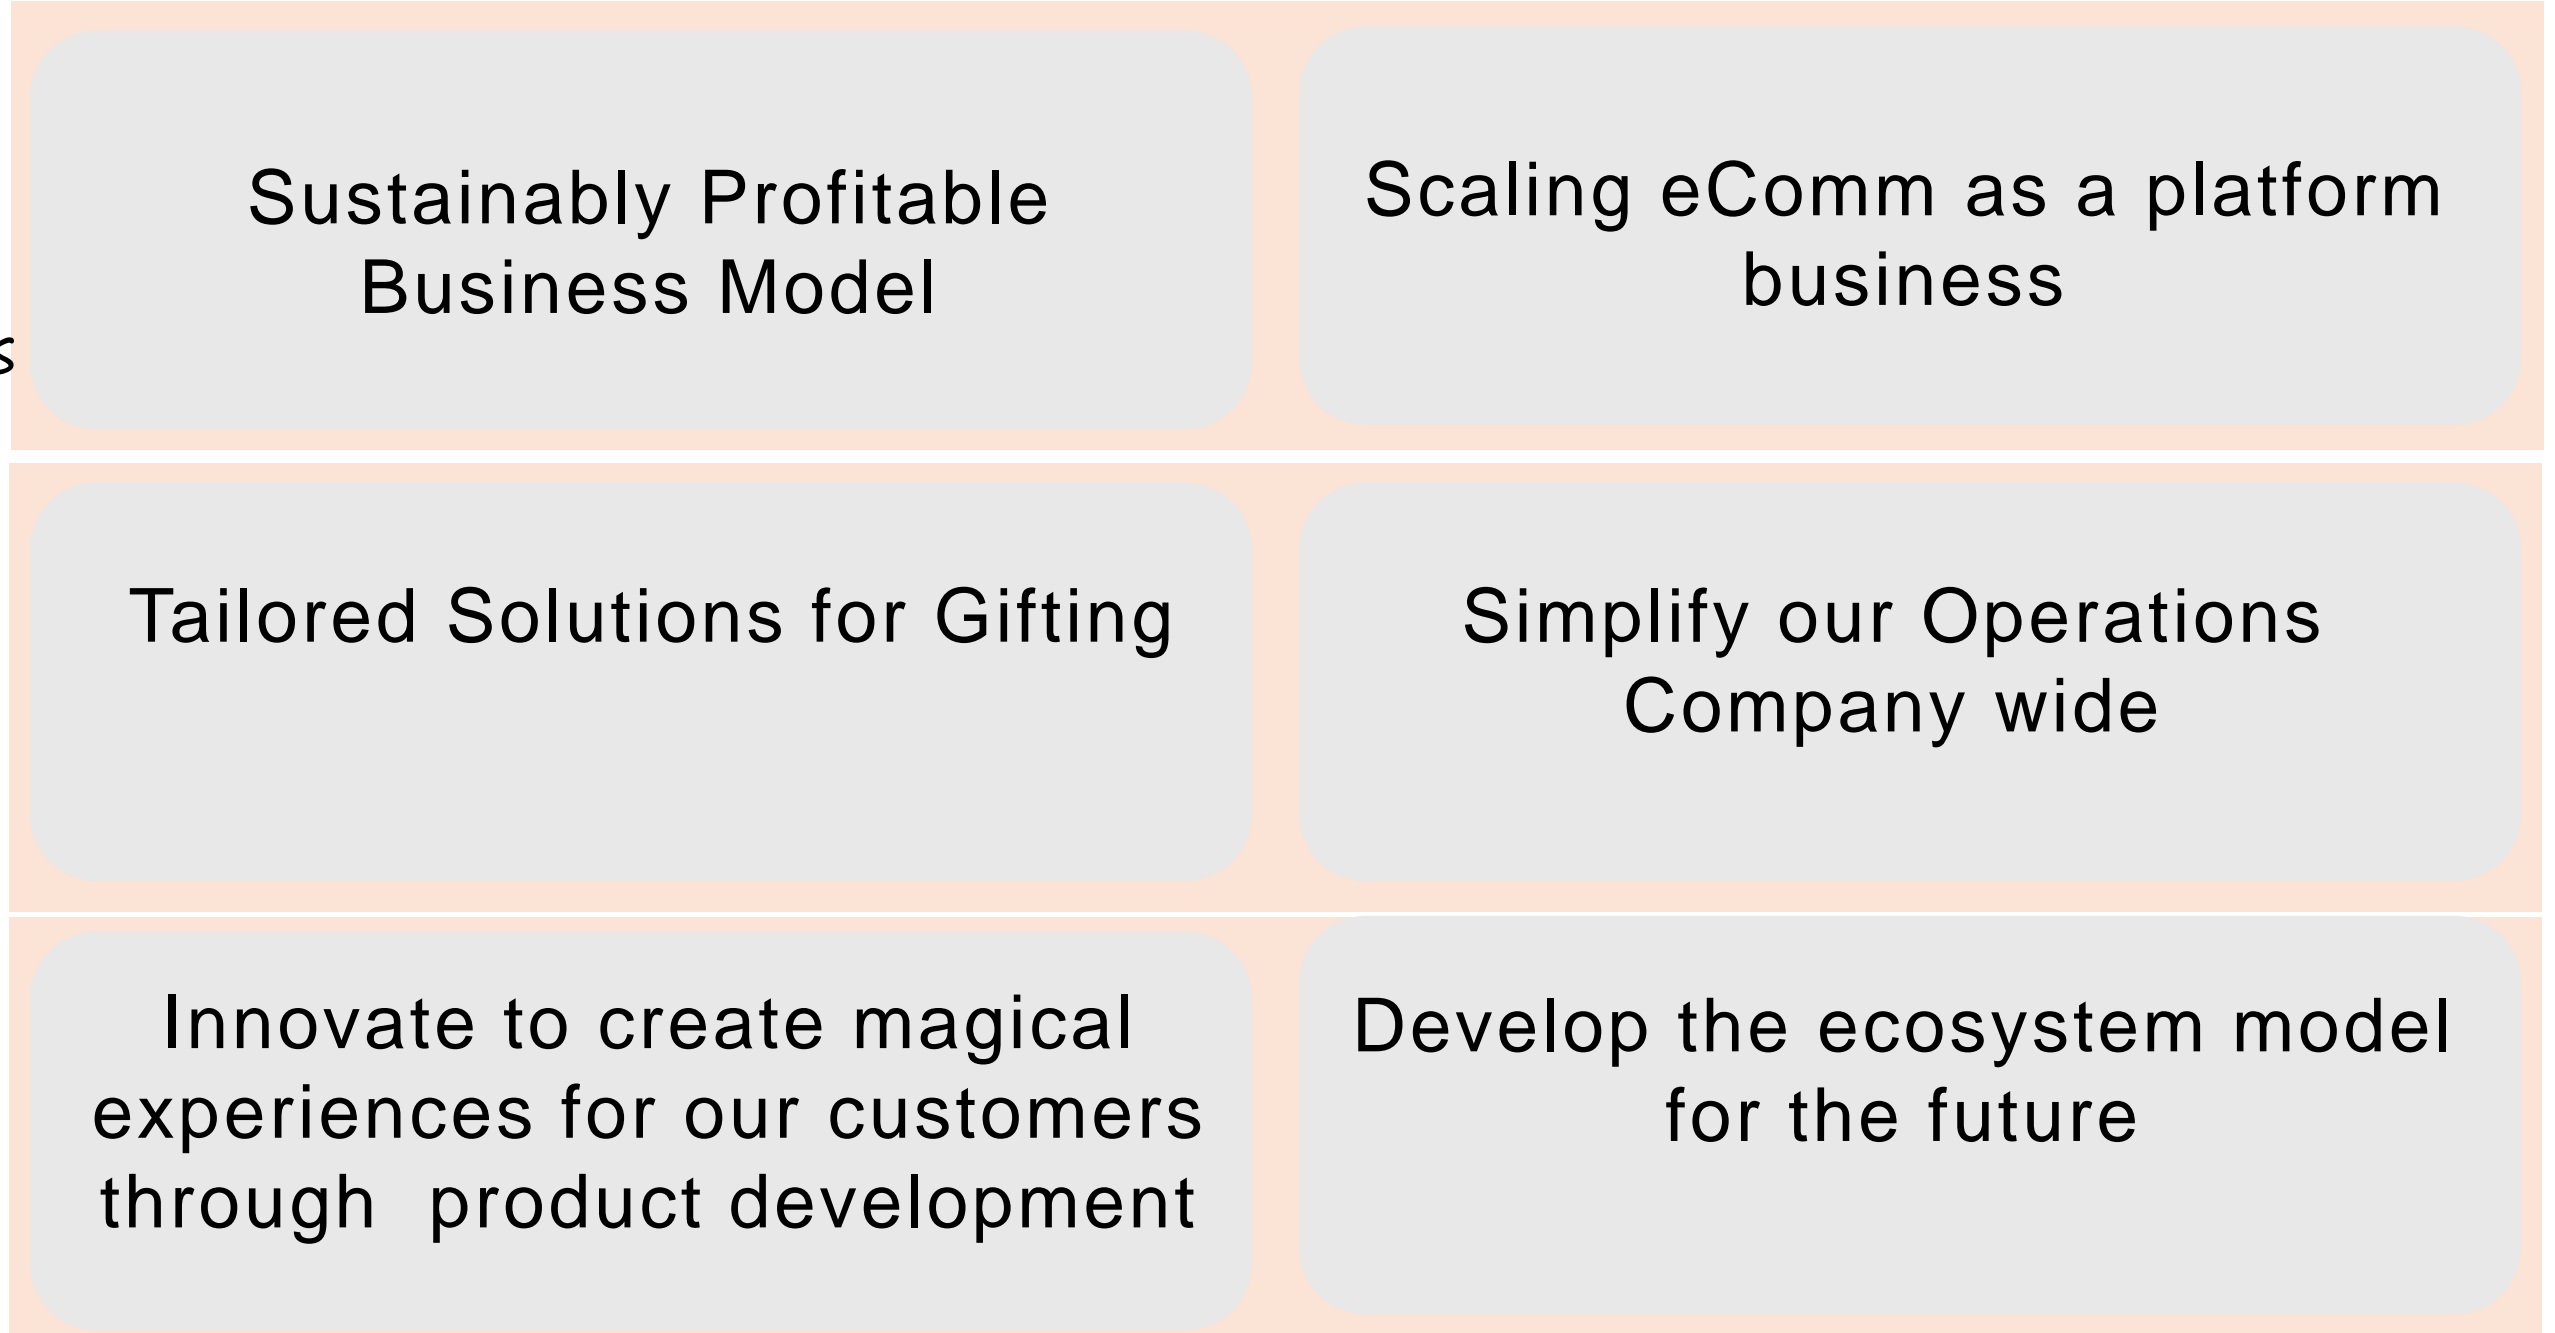 Sustainably Profitable
Business Model
Scaling eComm as a platform
business
Tailored Solutions for Gifting
Simplify our Operations
Company wide
Innovate to create magical
experiences for our customers
through  product development
Develop the ecosystem model
for the future